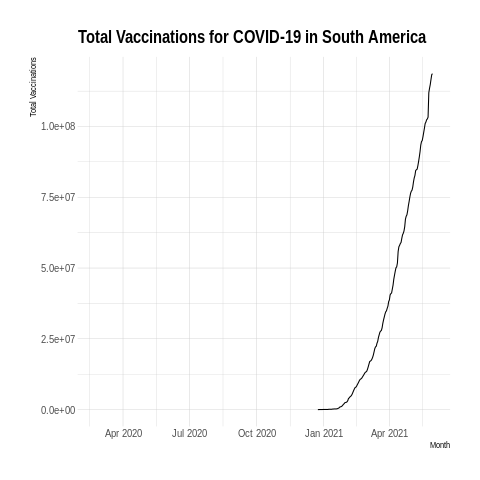 Total Vaccinations for COVID-19 in South America
Total Vaccinations
1.0e+08
7.5e+07
5.0e+07
2.5e+07
0.0e+00
Apr 2020 Jul 2020 Oct 2020 Jan 2021 Apr 2021
Month